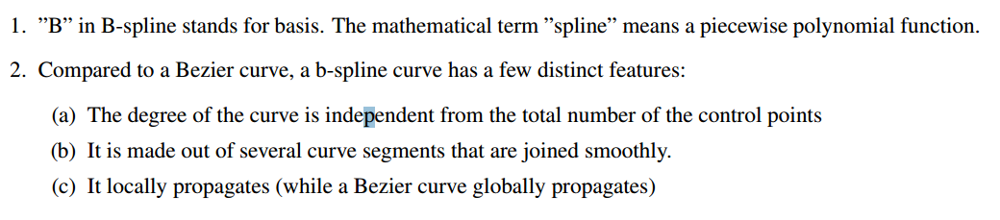 1. ”B” in B-spline stands for basis. The mathematical term ”spline” means a piecewise polynomial function.
2. Compared to a Bezier curve, a b-spline curve has a few distinct features:
(a) The degree of the curve is independent from the total number of the control points
(b) It is made out of several curve segments that are joined smoothly.
(c) It locally propagates (while a Bezier curve globally propagates)